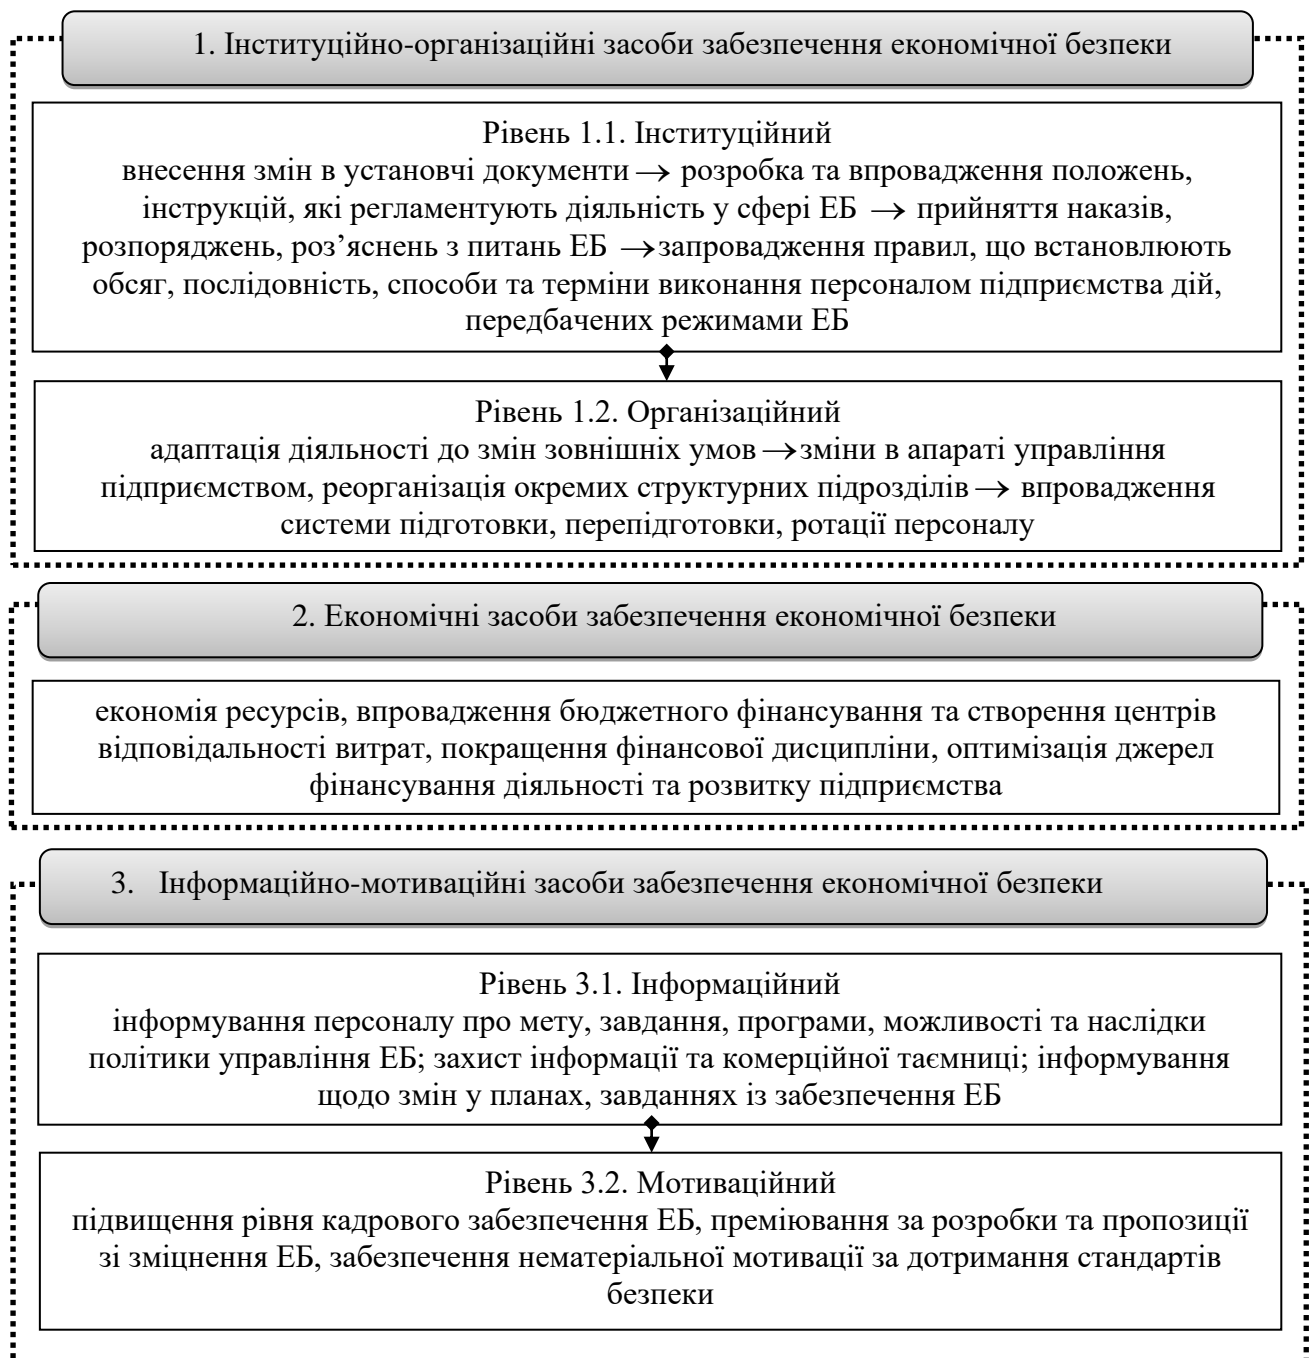 1. Інституційно-організаційні засоби забезпечення економічної безпеки
Рівень 1.1. Інституційний
внесення змін в установчі документи → розробка та впровадження положень,
інструкцій, які регламентують діяльність у сфері ЕБ → прийняття наказів,
розпоряджень, роз’яснень з питань ЕБ →запровадження правил, що встановлюють
обсяг, послідовність, способи та терміни виконання персоналом підприємства дій,
передбачених режимами ЕБ
Рівень 1.2. Організаційний
адаптація діяльності до змін зовнішніх умов →зміни в апараті управління
підприємством, реорганізація окремих структурних підрозділів → впровадження
системи підготовки, перепідготовки, ротації персоналу
2. Економічні засоби забезпечення економічної безпеки
економія ресурсів, впровадження бюджетного фінансування та створення центрів
відповідальності витрат, покращення фінансової дисципліни, оптимізація джерел
фінансування діяльності та розвитку підприємства
3. Інформаційно-мотиваційні засоби забезпечення економічної безпеки
Рівень 3.1. Інформаційний
інформування персоналу про мету, завдання, програми, можливості та наслідки
політики управління ЕБ; захист інформації та комерційної таємниці; інформування
щодо змін у планах, завданнях із забезпечення ЕБ
Рівень 3.2. Мотиваційний
підвищення рівня кадрового забезпечення ЕБ, преміювання за розробки та пропозиції
зі зміцнення ЕБ, забезпечення нематеріальної мотивації за дотримання стандартів
безпеки